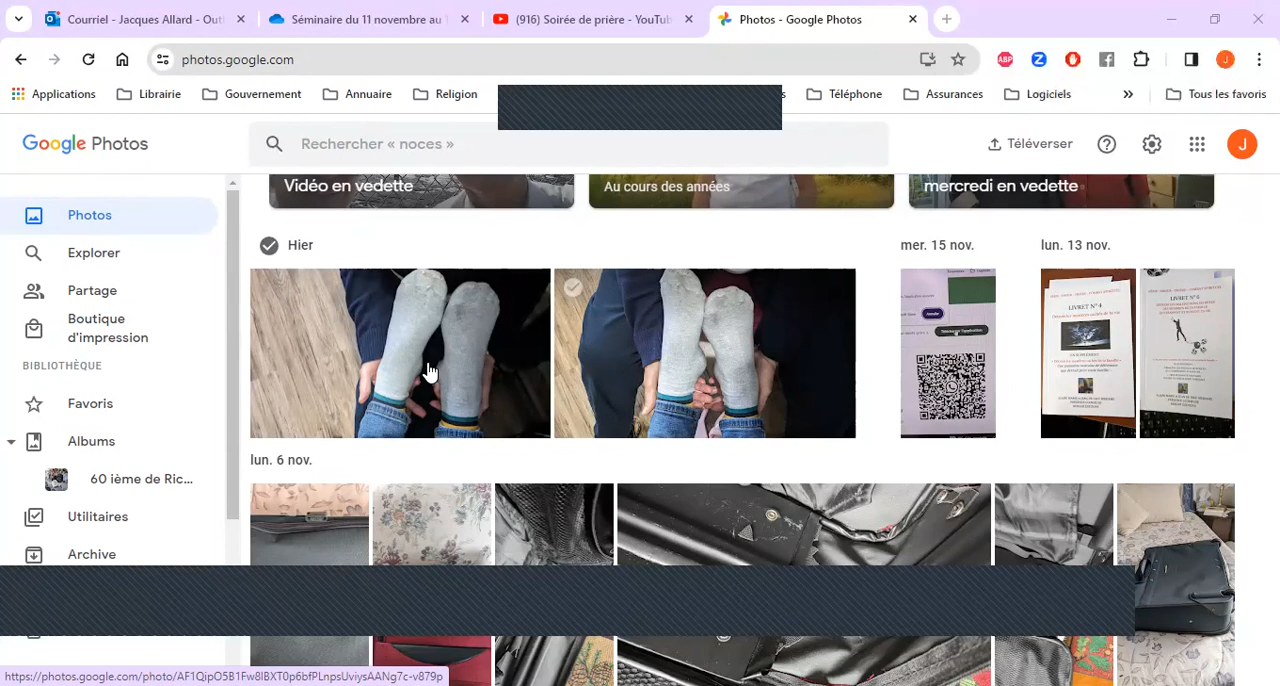 Courriel - Jacques Allard - Out
Séminaire du 11 novembre au
(916) Soirée de prière - YouTub
Photos - Google Photos
photos.google.com
ABP
Z
J
Applications
Librairie
Gouvernement
Annuaire
Religion
Téléphone
Assurances
Logiciels
Tous les favoris
Google Photos
Rechercher « noces »
Téléverser
J
Photos
Explorer
Partage
Boutique
d'impression
BIBLIOTHÈQUE
Favoris
Albums
60 ième de Ric...
Utilitaires
Archive
Vidéo en vedette
Au cours des années
mercredi en vedette
Hier
mer. 15 nov.
lun. 13 nov.
Annuler
LIVRET N° 4
LIVRET N° 6
lun. 6 nov.
https://photos.google.com/photo/AF1QipO5B1Fw8lBXT0p6bfPLnpsUviysAANg7c-v879p